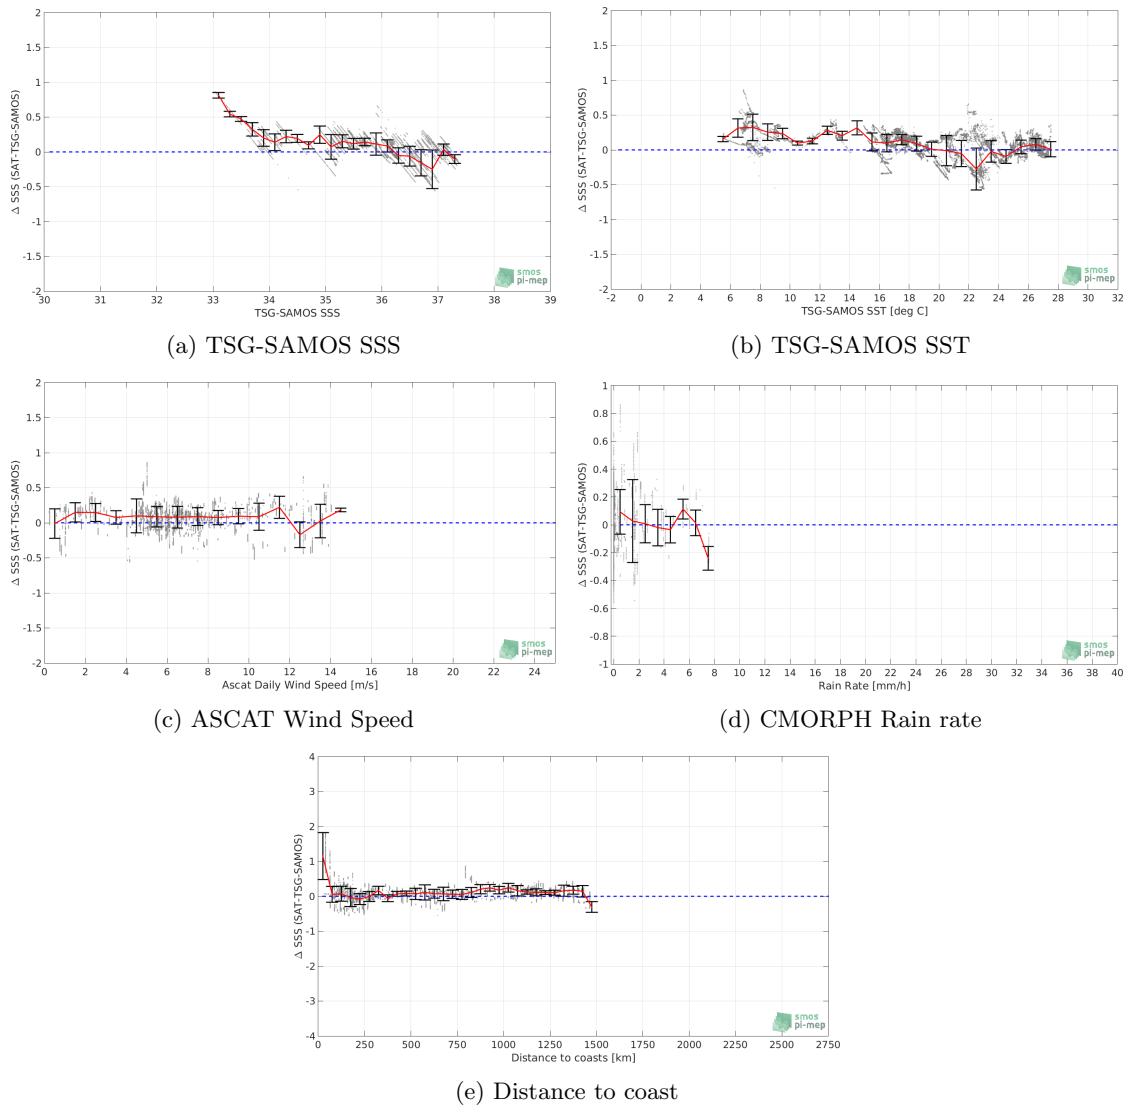 2
1.5
1
0.5
0
-0.5
-1
-1.5
-2
Δ SSS (SAT-TSG-SAMOS)
30 31 32 33 34 35 36 37 38 39
TSG-SAMOS SSS
smos
pi-mep
(a) TSG-SAMOS SSS
2
1.5
1
0.5
0
-0.5
-1
-1.5
-2
Δ SSS (SAT-TSG-SAMOS)
-2 0 2 4 6 8 10 12 14 16 18 20 22 24 26 28 30 32
TSG-SAMOS SST [deg C]
smos
pi-mep
(b) TSG-SAMOS SST
2
1.5
1
0.5
0
-0.5
-1
-1.5
-2
Δ SSS (SAT-TSG-SAMOS)
0 2 4 6 8 10 12 14 16 18 20 22 24
Ascat Daily Wind Speed [m/s]
smos
pi-mep
(c) ASCAT Wind Speed
1
0.8
0.6
0.4
0.2
0
-0.2
-0.4
-0.6
-0.8
-1
Δ SSS (SAT-TSG-SAMOS)
0 2 4 6 8 10 12 14 16 18 20 22 24 26 28 30 32 34 36 38 40
Rain Rate [mm/h]
smos
pi-mep
(d) CMORPH Rain rate
4
3
2
1
0
-1
-2
-3
-4
Δ SSS (SAT-TSG-SAMOS)
0 250 500 750 1000 1250 1500 1750 2000 2250 2500 2750
Distance to coasts [km]
smos
pi-mep
(e) Distance to coast